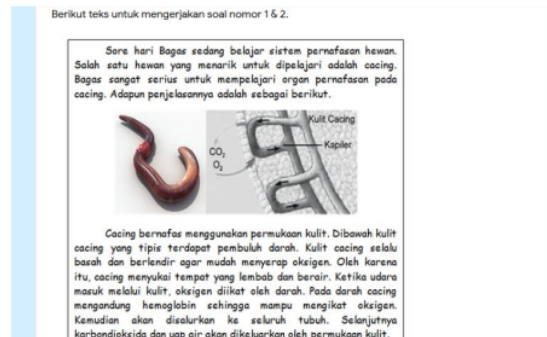 Berikut teks untuk mengerjakan soal nomor 1 & 2.
Sore hari Bagas sedang belajar sistem pernafasan hewan.
Salah satu hewan yang menarik untuk dipelajari adalah cacing.
Bagas sangat serius untuk mempelajari organ pernafasan pada
cacing. Adapun penjelasannya adalah sebagai berikut.
Kulit Cacing
Kapiler
CO₂
O₂
Cacing bernafas menggunakan permukaan kulit. Dibawah kulit
cacing yang tipis terdapat pembuluh darah. Kulit cacing selalu
basah dan berlendir agar mudah menyerap oksigen. Oleh karena
itu, cacing menyukai tempat yang lembab dan berair. Ketika udara
masuk melalui kulit, oksigen diikat oleh darah. Pada darah cacing
mengandung hemoglobin sehingga mampu mengikat oksigen.
Kemudian akan disalurkan ke seluruh tubuh. Selanjutnya
karbondioksida dan uap air akan dikeluarkan oleh permukaan kulit.